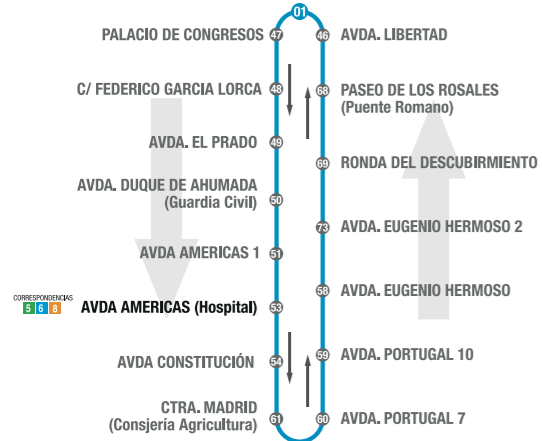 01
PALACIO DE CONGRESOS 47
46 AVDA. LIBERTAD
C/ FEDERICO GARCIA LORCA 48
68 PASEO DE LOS ROSALES
(Puente Romano)
AVDA. EL PRADO 49
69 RONDA DEL DESCUBIRMIENTO
AVDA. DUQUE DE AHUMADA 50
(Guardia Civil)
73 AVDA. EUGENIO HERMOSO 2
AVDA AMERICAS 1 51
58 AVDA. EUGENIO HERMOSO
CORRESPONDENCIAS
5 6 8
AVDA AMERICAS (Hospital) 53
59 AVDA. PORTUGAL 10
AVDA CONSTITUCIÓN 54
CTRA. MADRID 61
(Consjería Agricultura)
60 AVDA. PORTUGAL 7